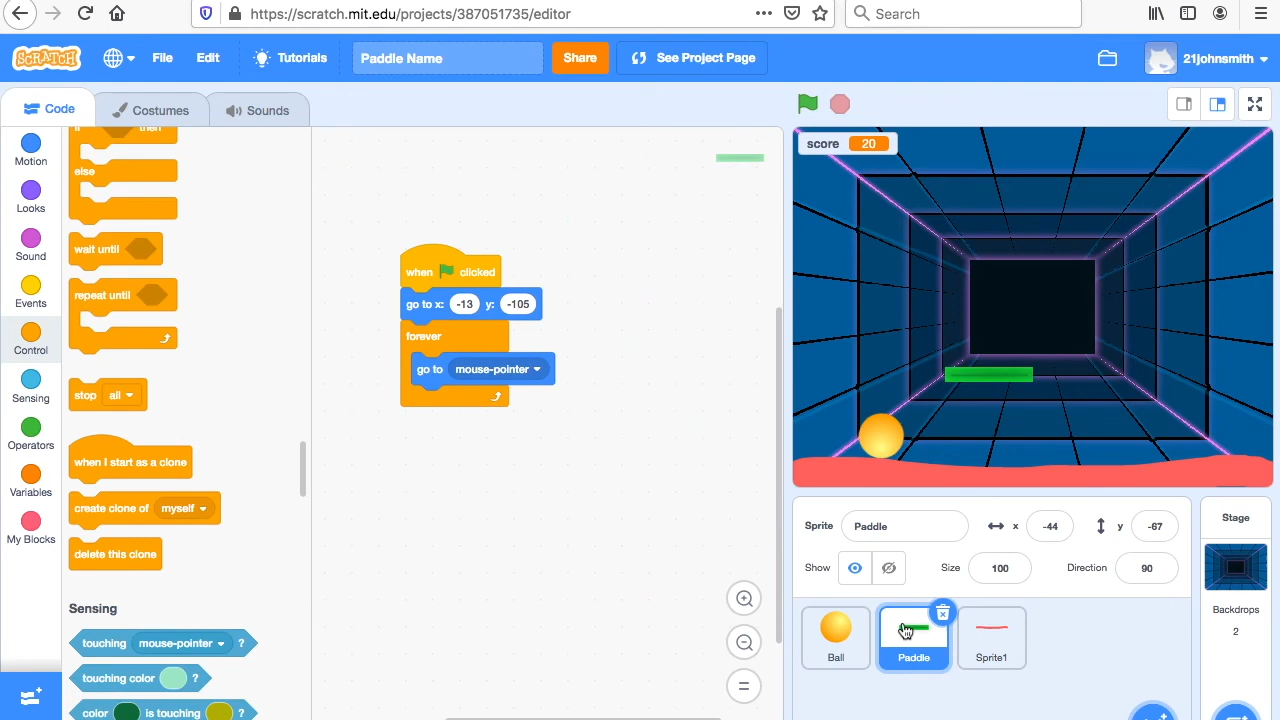 https://scratch.mit.edu/projects/387051735/editor
Search
SCRATCH
File
Edit
Tutorials
Paddle Name
Share
See Project Page
21johnsmith
Code
Costumes
Sounds
Motion
Looks
Sound
Events
Control
Sensing
Operators
Variables
My Blocks
if then
else
wait until
repeat until
stop all
when I start as a clone
create clone of myself
delete this clone
Sensing
touching mouse-pointer ?
touching color ?
color is touching ?
when clicked
go to x: -13 y: -105
forever
go to mouse-pointer
score 20
Sprite Paddle x -44 y -67
Show Size 100 Direction 90
Ball
Paddle
Sprite1
Stage
Backdrops
2